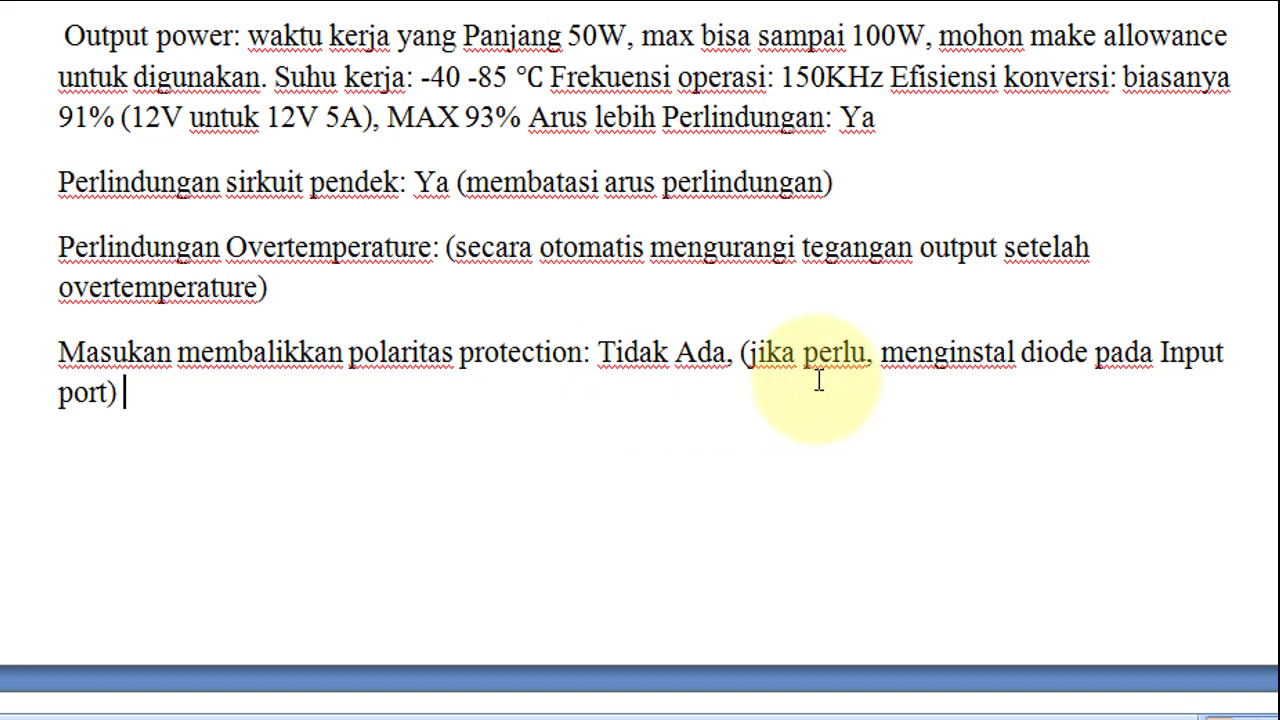 Output power: waktu kerja yang Panjang 50W, max bisa sampai 100W, mohon make allowance
untuk digunakan. Suhu kerja: -40 -85 ℃ Frekuensi operasi: 150KHz Efisiensi konversi: biasanya
91% (12V untuk 12V 5A), MAX 93% Arus lebih Perlindungan: Ya
Perlindungan sirkuit pendek: Ya (membatasi arus perlindungan)
Perlindungan Overtemperature: (secara otomatis mengurangi tegangan output setelah
overtemperature)
Masukan membalikkan polaritas protection: Tidak Ada, (jika perlu, menginstal diode pada Input
port)